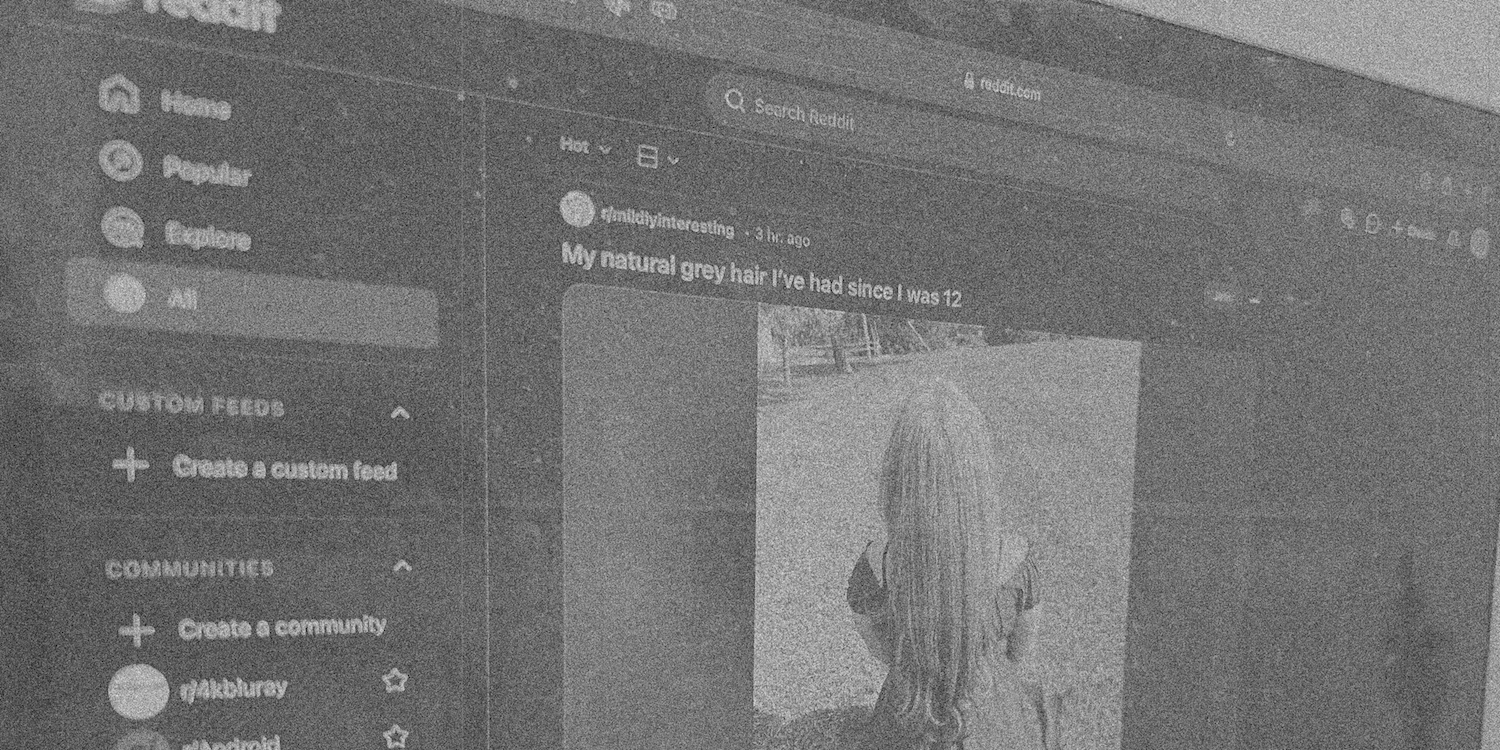 reddit
reddit.com
Search Reddit
Home
Popular
Explore
All
CUSTOM FEEDS
Create a custom feed
COMMUNITIES
Create a community
r/4kbluray
r/Android
Hot
r/mildlyinteresting • 3 hr. ago
My natural grey hair I've had since I was 12